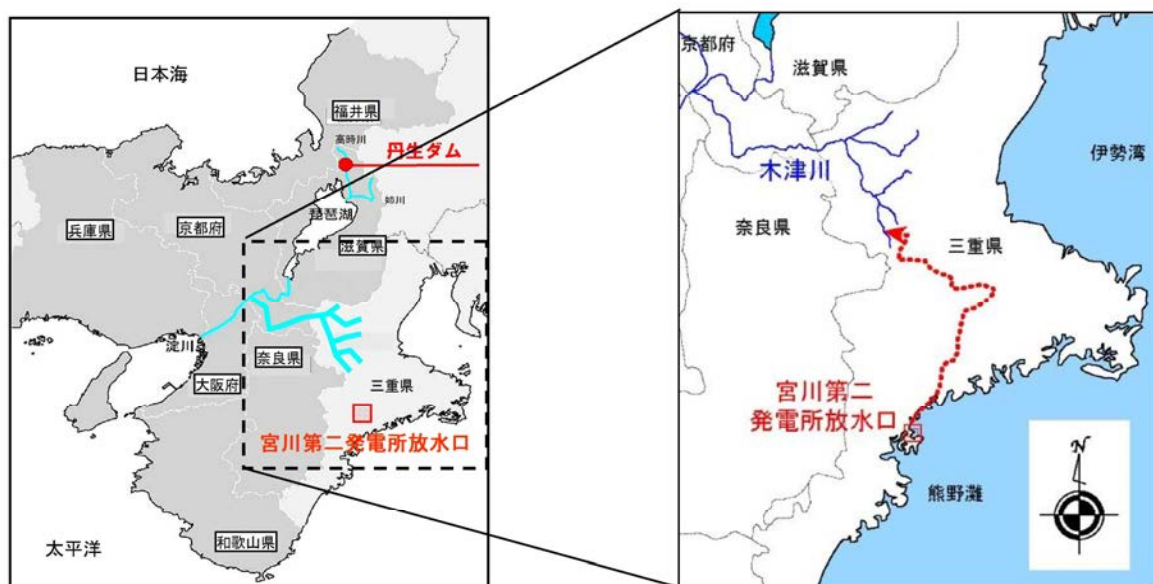 日本海
福井県
高時川
丹生ダム
姉川
琵琶湖
兵庫県
京都府
滋賀県
淀川
奈良県
大阪府
三重県
宮川第二発電所放水口
和歌山県
太平洋
京都府
滋賀県
伊勢湾
木津川
奈良県
三重県
宮川第二
発電所放水口
熊野灘
N